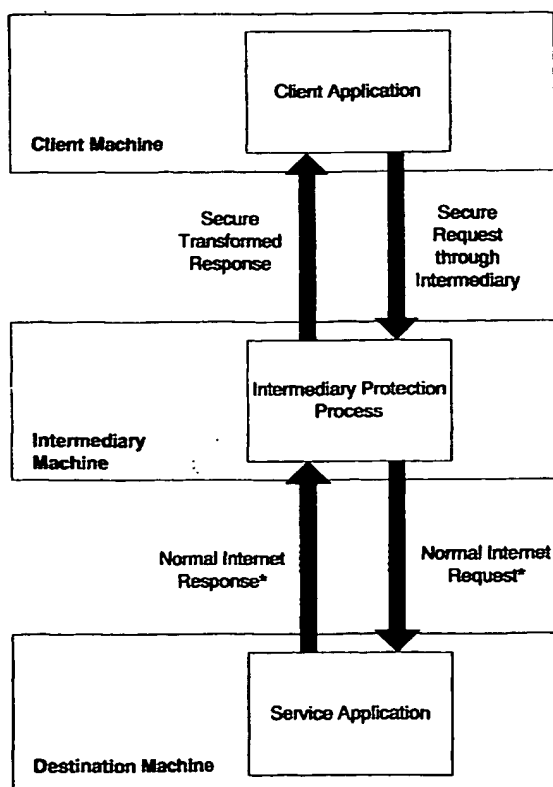 Client Application
Client Machine
Secure
Transformed
Response
Secure
Request
through
Intermediary
Intermediary Protection
Process
Intermediary
Machine
Normal Internet
Response*
Normal Internet
Request*
Service Application
Destination Machine